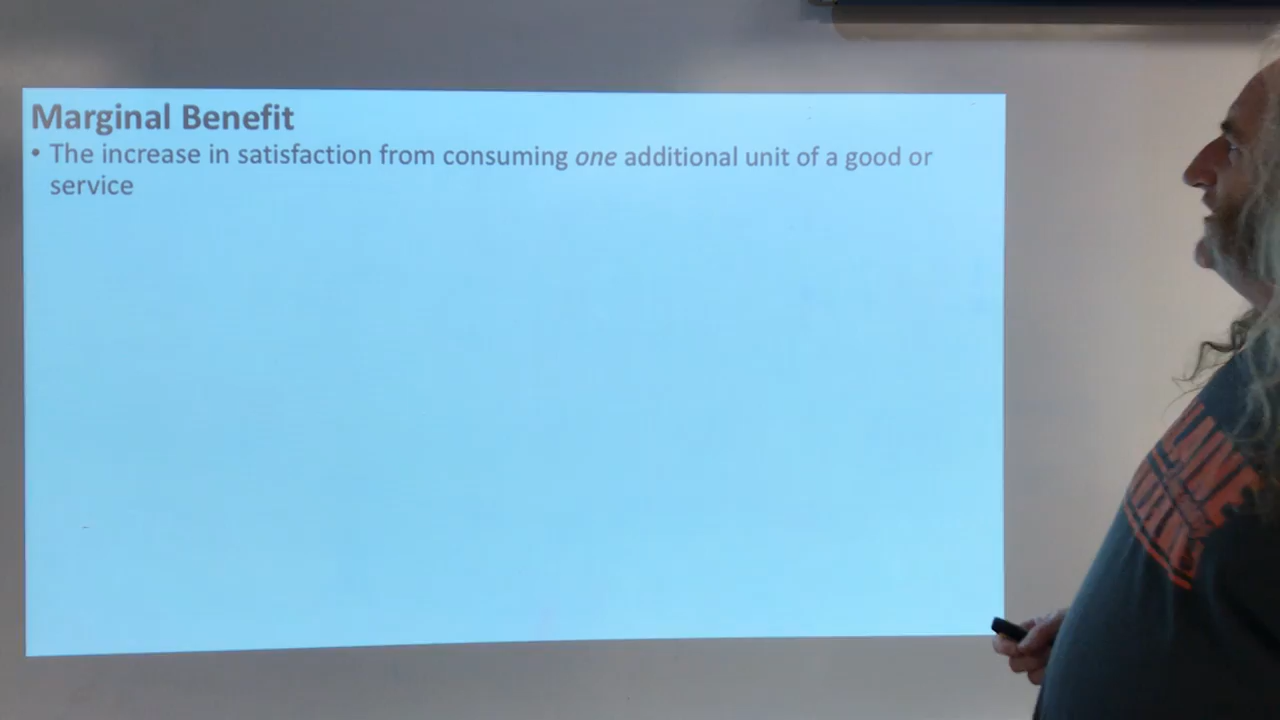 Marginal Benefit
• The increase in satisfaction from consuming one additional unit of a good or
service